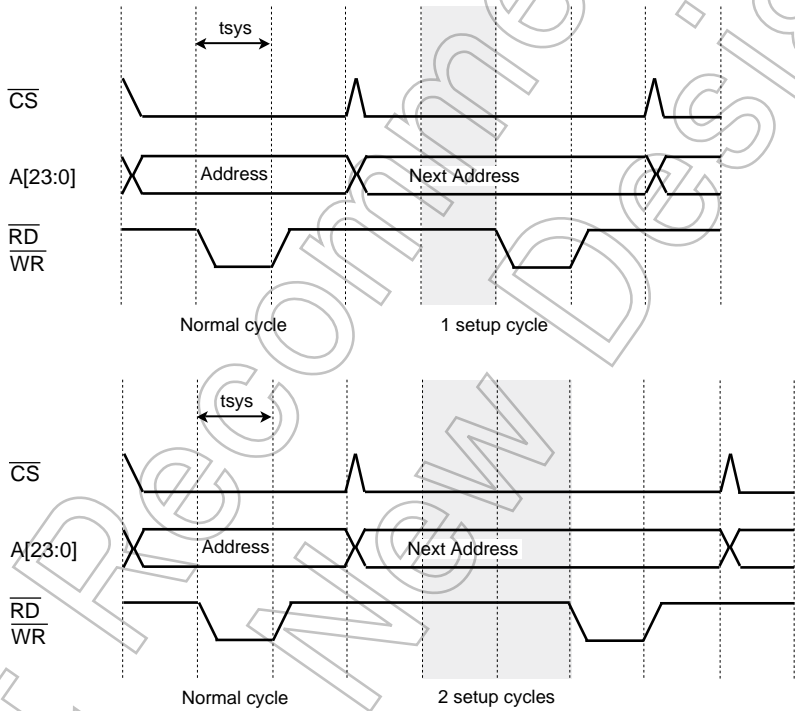 tsys
CS
A[23:0] Address Next Address
RD
WR
Normal cycle 1 setup cycle
tsys
CS
A[23:0] Address Next Address
RD
WR
Normal cycle 2 setup cycles